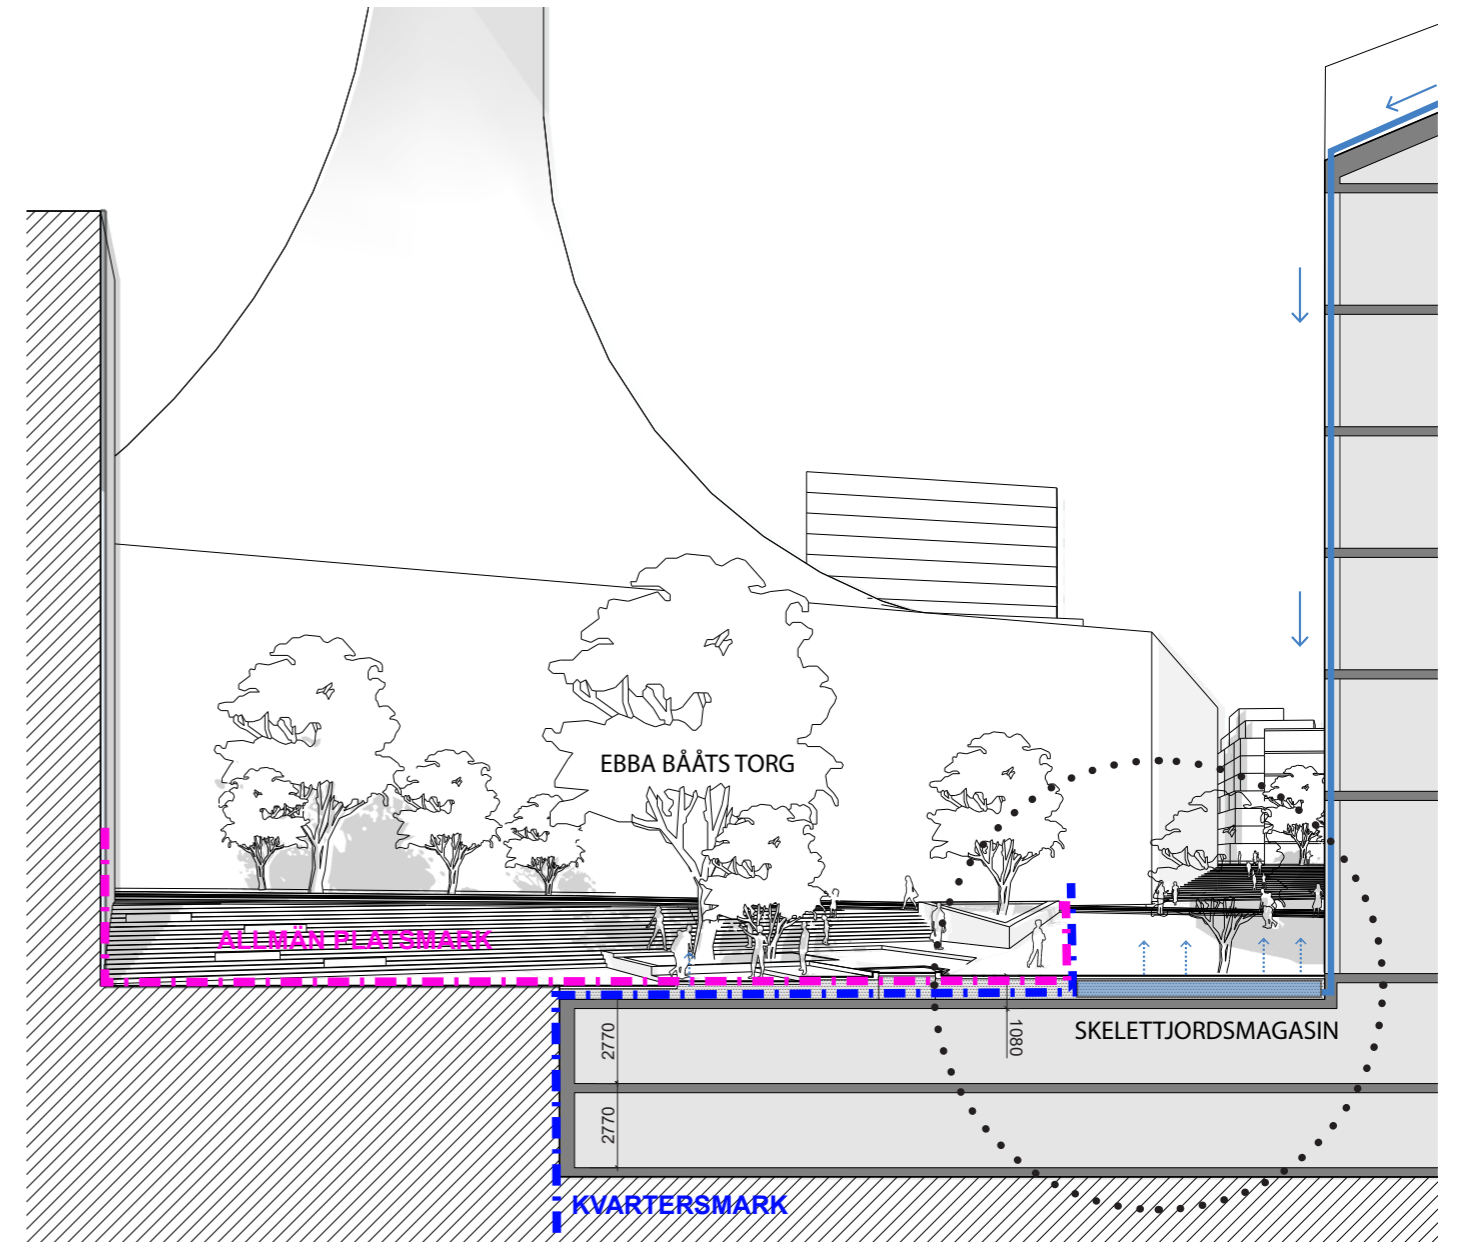 EBBA BÅÅTS TORG
ALLMÄN PLATSMARK
2770
1080
SKELETTJORDSMAGASIN
2770
KVARTERSMARK